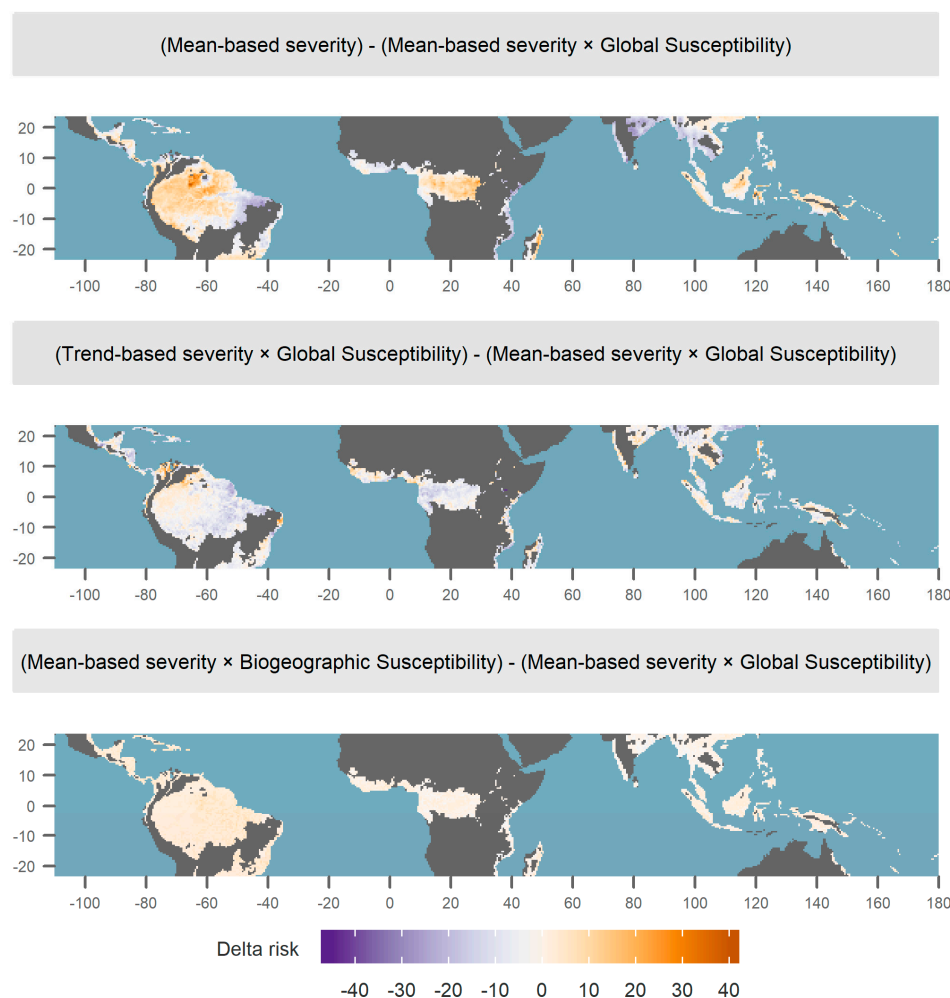 (Mean-based severity) - (Mean-based severity × Global Susceptibility)
20
10
0
-10
-20
-100 -80 -60 -40 -20 0 20 40 60 80 100 120 140 160 180
(Trend-based severity × Global Susceptibility) - (Mean-based severity × Global Susceptibility)
20
10
0
-10
-20
-100 -80 -60 -40 -20 0 20 40 60 80 100 120 140 160 180
(Mean-based severity × Biogeographic Susceptibility) - (Mean-based severity × Global Susceptibility)
20
10
0
-10
-20
-100 -80 -60 -40 -20 0 20 40 60 80 100 120 140 160 180
Delta risk
-40 -30 -20 -10 0 10 20 30 40